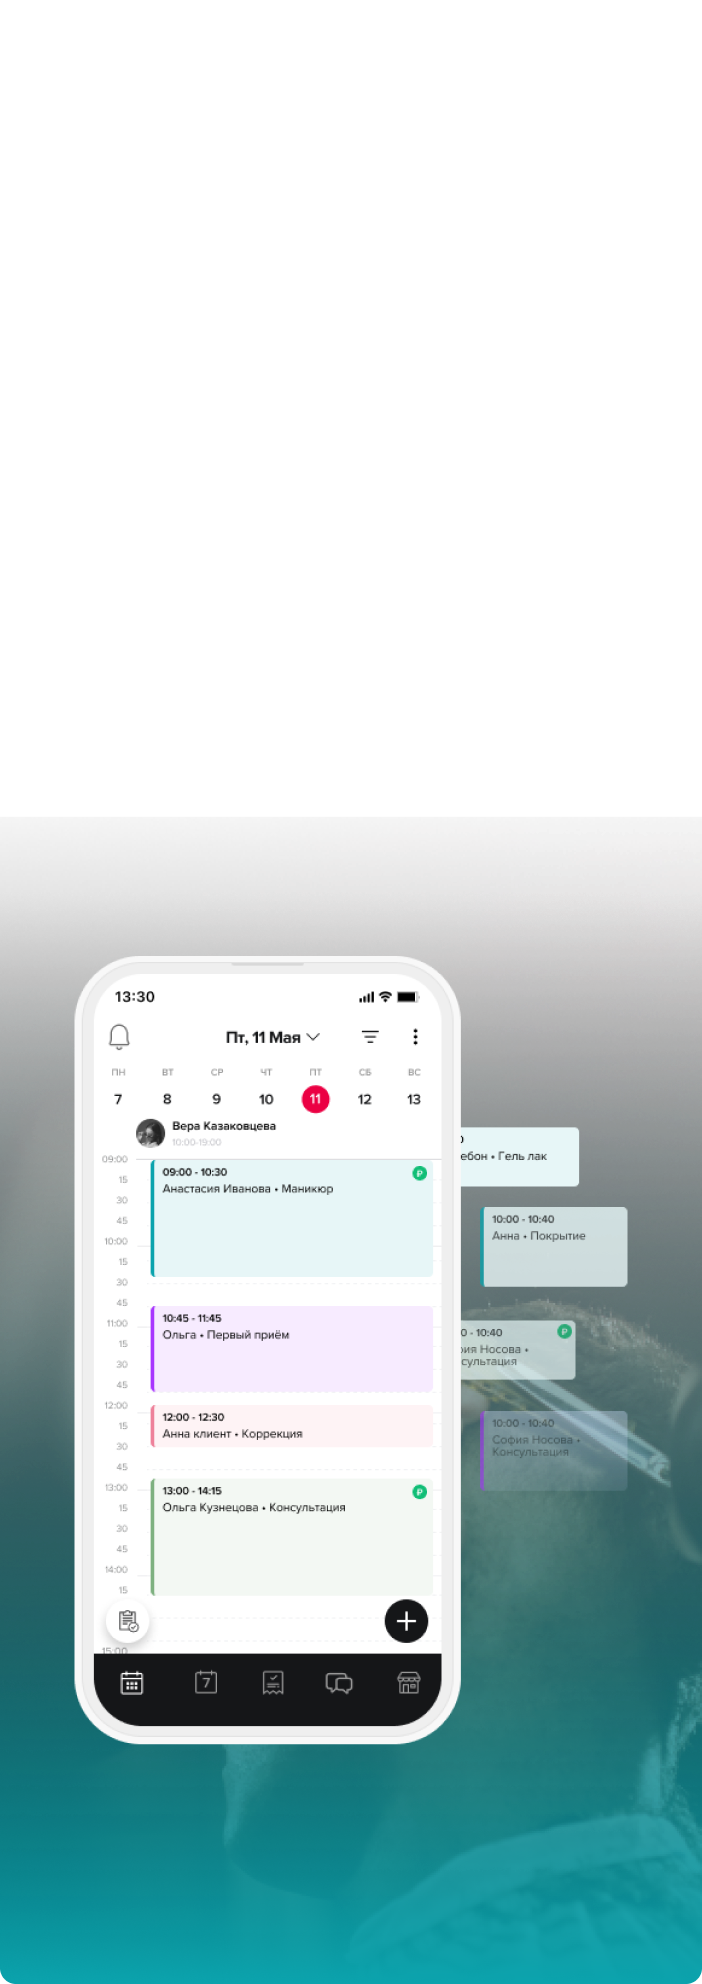 13:30
Пт, 11 Мая
ПН ВТ СР ЧТ ПТ СБ ВС
7 8 9 10 11 12 13
Вера Казаковцева
10:00-19:00
09:00
15
30
45
10:00
15
30
45
11:00
15
30
45
12:00
15
30
45
13:00
15
30
45
14:00
15
15:00
09:00 - 10:30
₽
Анастасия Иванова • Маникюр
10:45 - 11:45
Ольга • Первый приём
12:00 - 12:30
Анна клиент • Коррекция
13:00 - 14:15
₽
Ольга Кузнецова • Консультация
7
0
ебон • Гель лак
10:00 - 10:40
Анна • Покрытие
0 - 10:40
₽
фия Носова •
сультация
10:00 - 10:40
София Носова •
Консультация